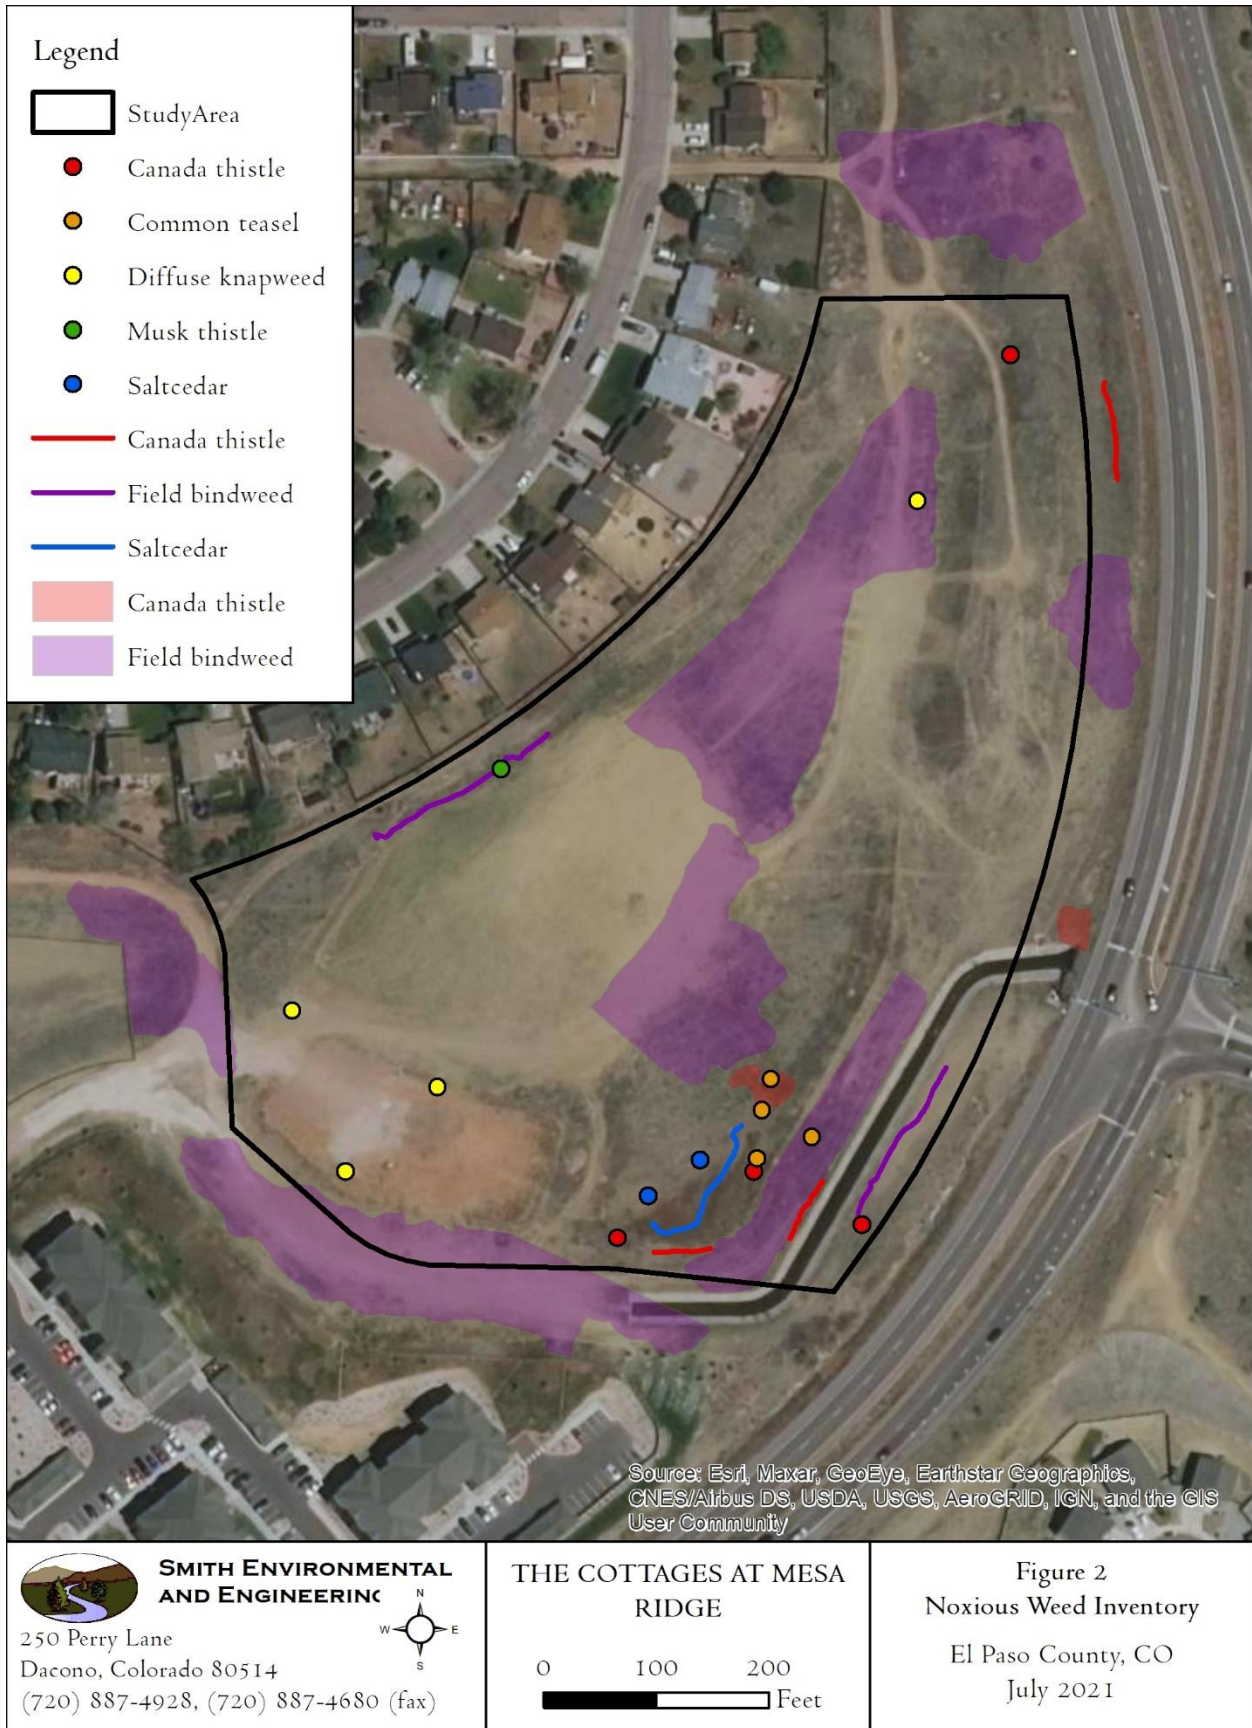 Legend
StudyArea
Canada thistle
Common teasel
Diffuse knapweed
Musk thistle
Saltcedar
Canada thistle
Field bindweed
Saltcedar
Canada thistle
Field bindweed
Source: Esri, Maxar, GeoEye, Earthstar Geographics,
CNES/Airbus DS, USDA, USGS, AeroGRID, IGN, and the GIS
User Community
SMITH ENVIRONMENTAL
AND ENGINEERING
N
W E
S
250 Perry Lane
Dacono, Colorado 80514
(720) 887-4928, (720) 887-4680 (fax)
THE COTTAGES AT MESA
RIDGE
0 100 200
Feet
Figure 2
Noxious Weed Inventory
El Paso County, CO
July 2021